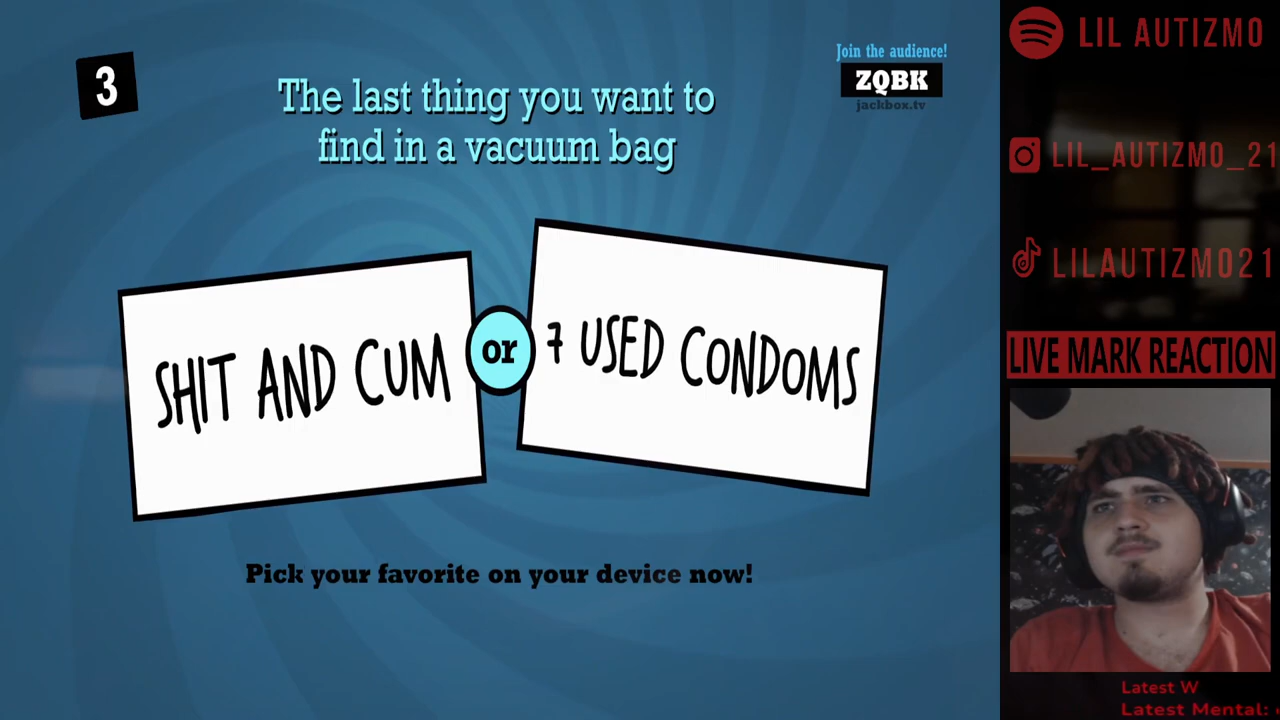 3
The last thing you want to
find in a vacuum bag
Join the audience!
ZQBK
jackbox.tv
SHIT AND CUM
or
7 USED CONDOMS
Pick your favorite on your device now!
LIL AUTIZMO
LIL_AUTIZMO_21
LILAUTIZMO21
LIVE MARK REACTION
Latest W
Latest Mental: